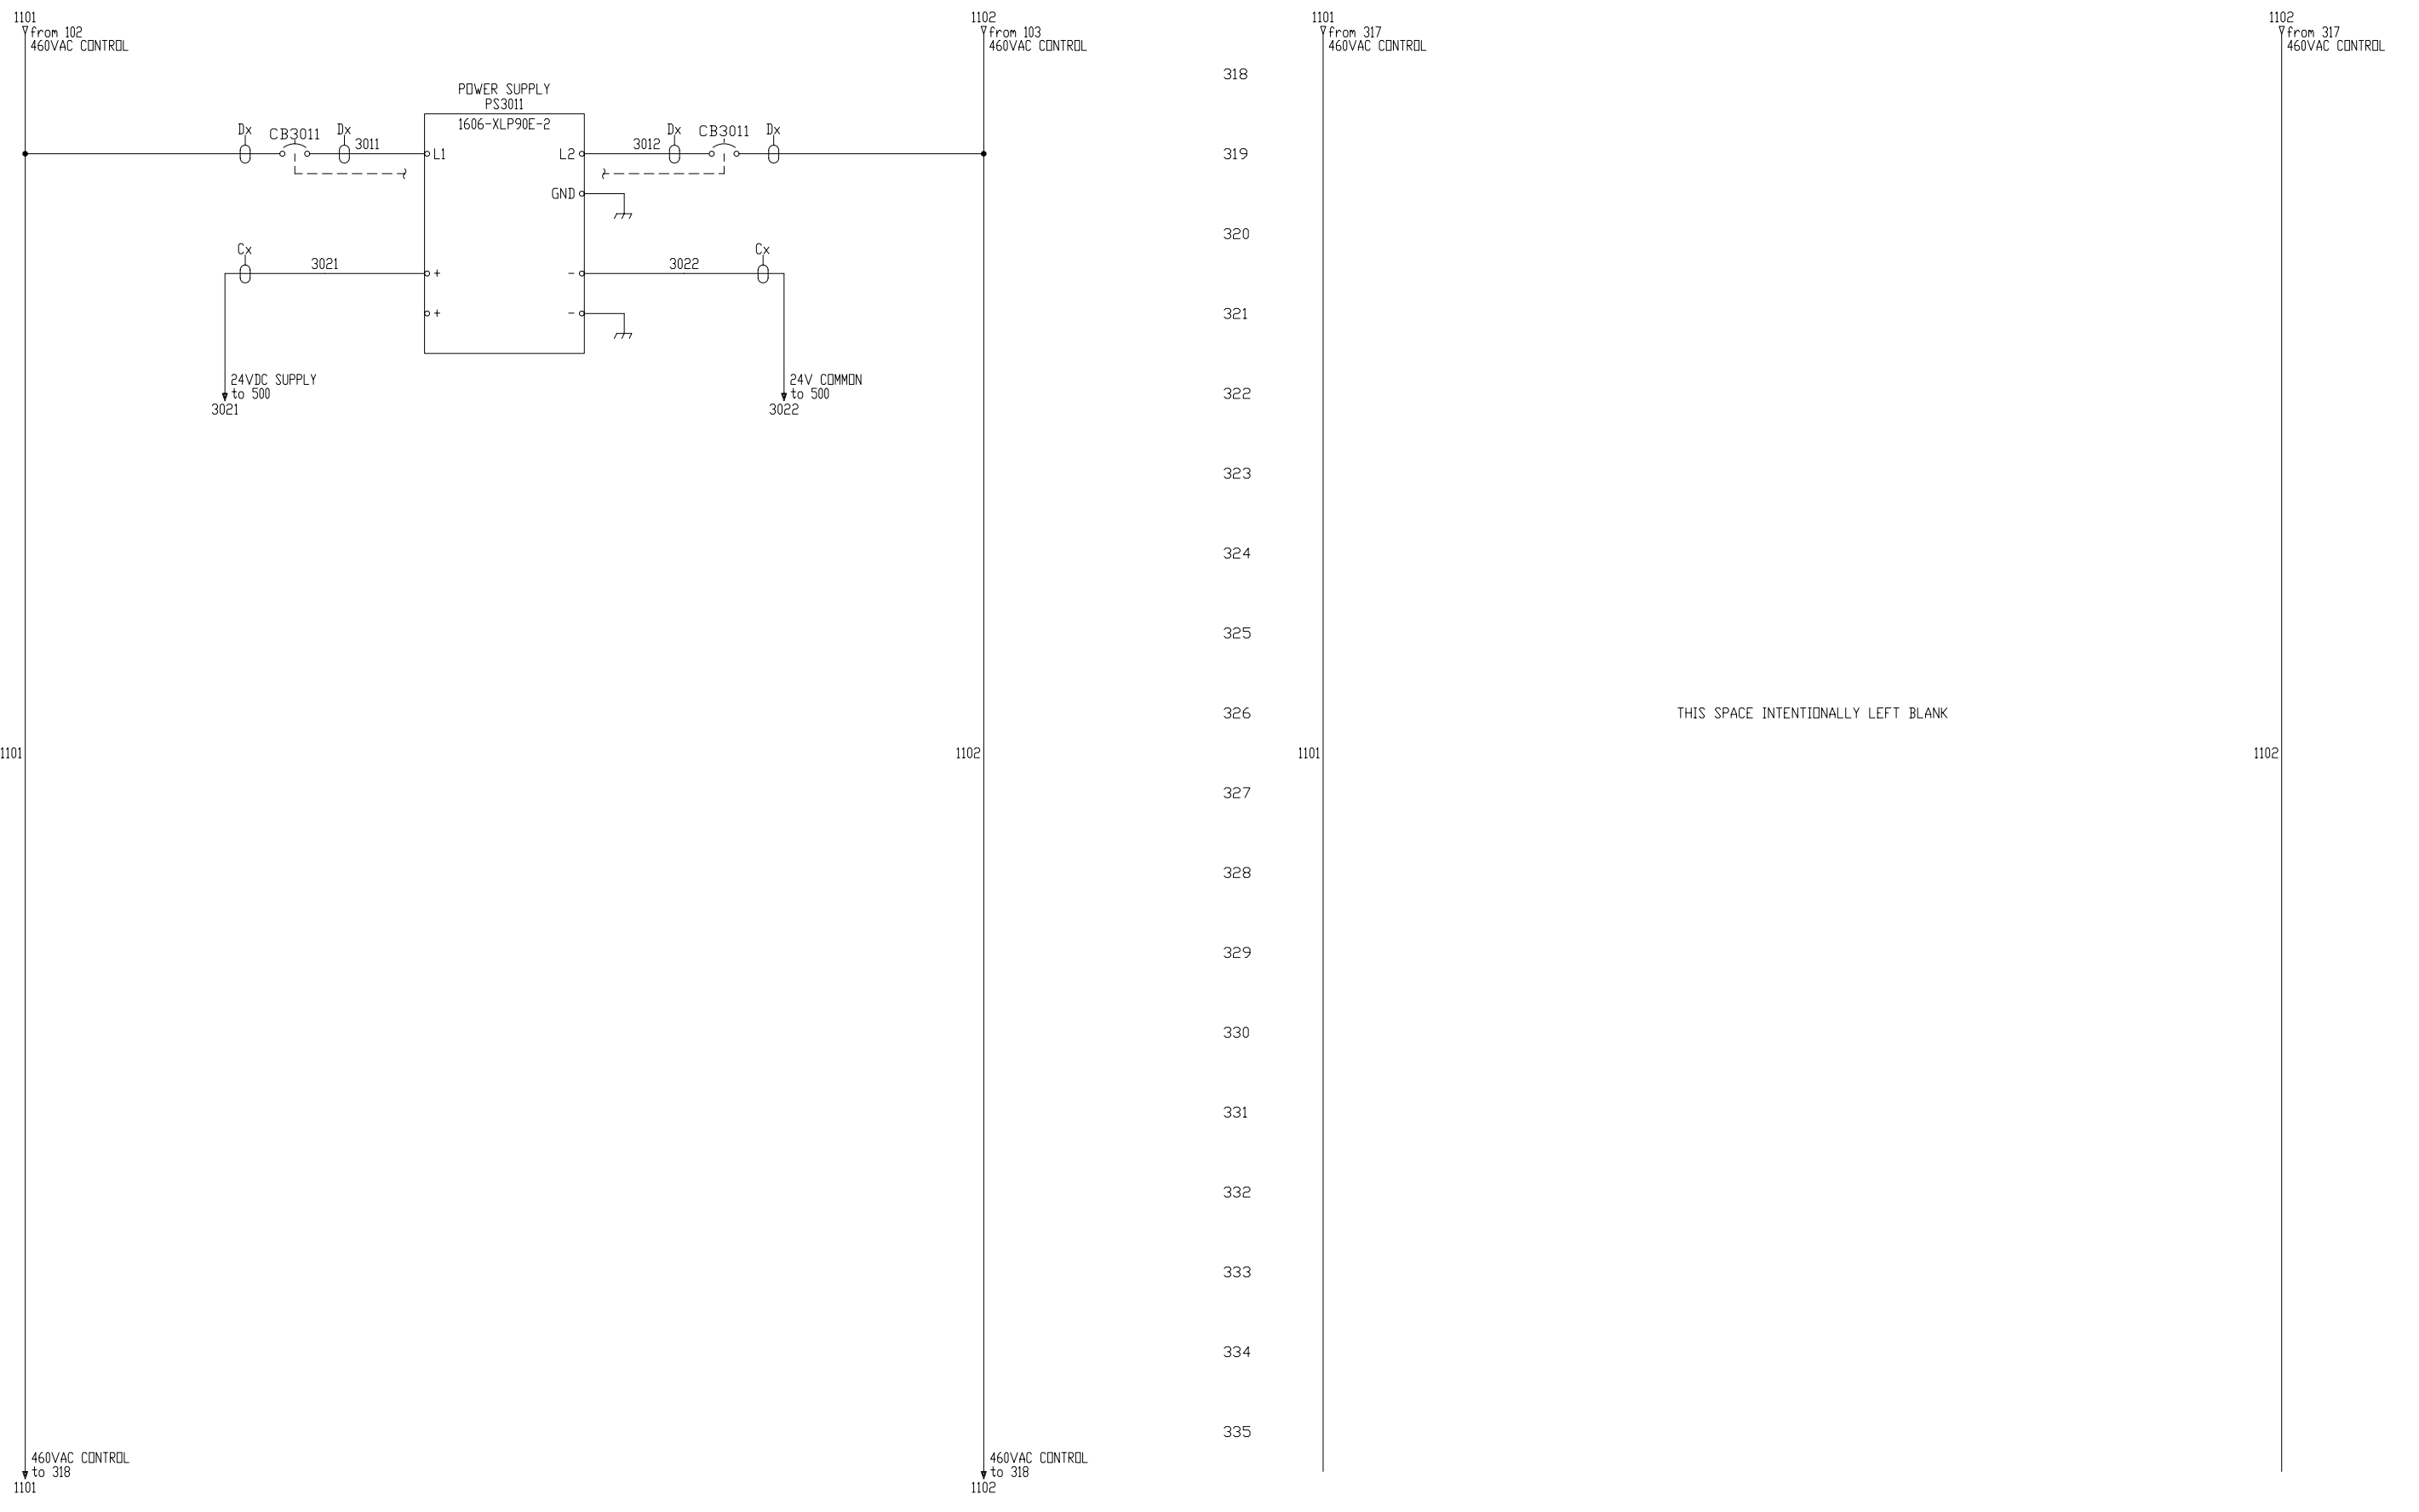 1101
from 102
460VAC CONTROL
1102
from 103
460VAC CONTROL
POWER SUPPLY
PS3011
1606-XLP90E-2
Dx
CB3011
Dx
3011
L1
L2
3012
Dx
CB3011
Dx
GND
Cx
3021
+
-
3022
Cx
+
-
24VDC SUPPLY
to 500
3021
24V COMMON
to 500
3022
1101
1102
460VAC CONTROL
to 318
1101
460VAC CONTROL
to 318
1102
318
319
320
321
322
323
324
325
326
327
328
329
330
331
332
333
334
335
1101
from 317
460VAC CONTROL
1102
from 317
460VAC CONTROL
THIS SPACE INTENTIONALLY LEFT BLANK
1101
1102